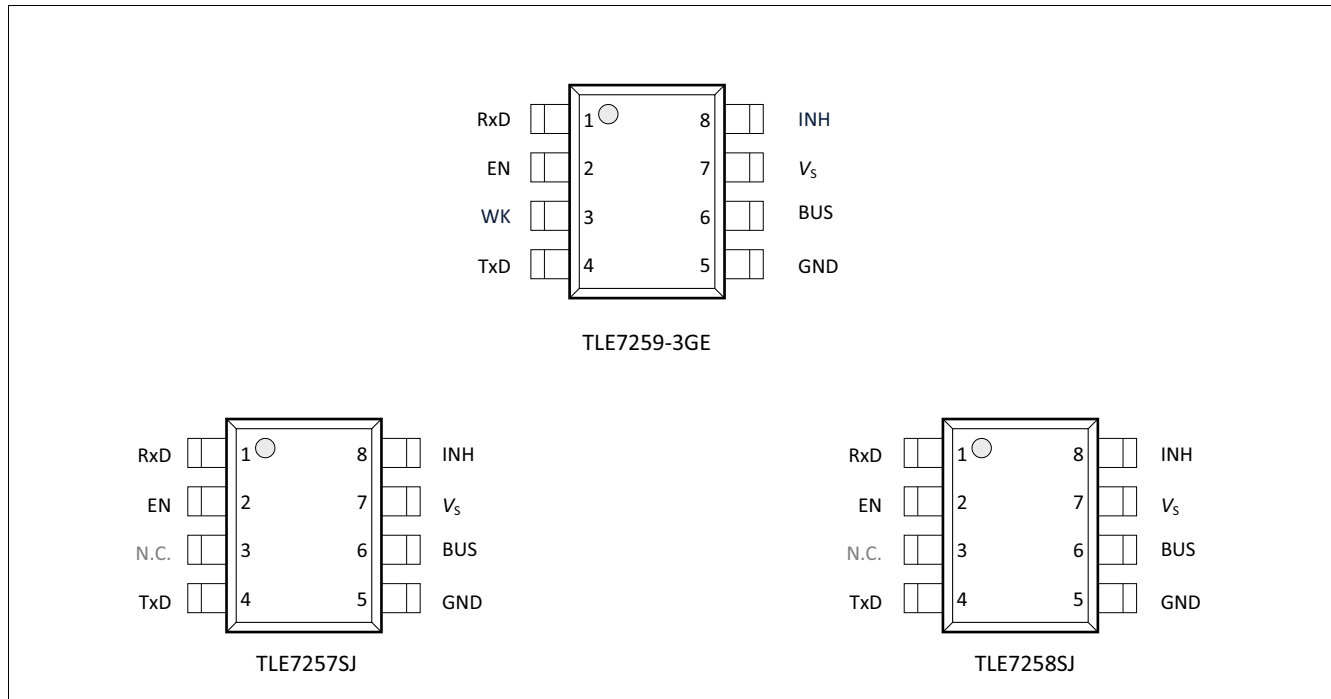 RxD 1 8 INH
EN 2 7 VS
WK 3 6 BUS
TxD 4 5 GND
TLE7259-3GE
RxD 1 8 INH
EN 2 7 VS
N.C. 3 6 BUS
TxD 4 5 GND
TLE7257SJ
RxD 1 8 INH
EN 2 7 VS
N.C. 3 6 BUS
TxD 4 5 GND
TLE7258SJ